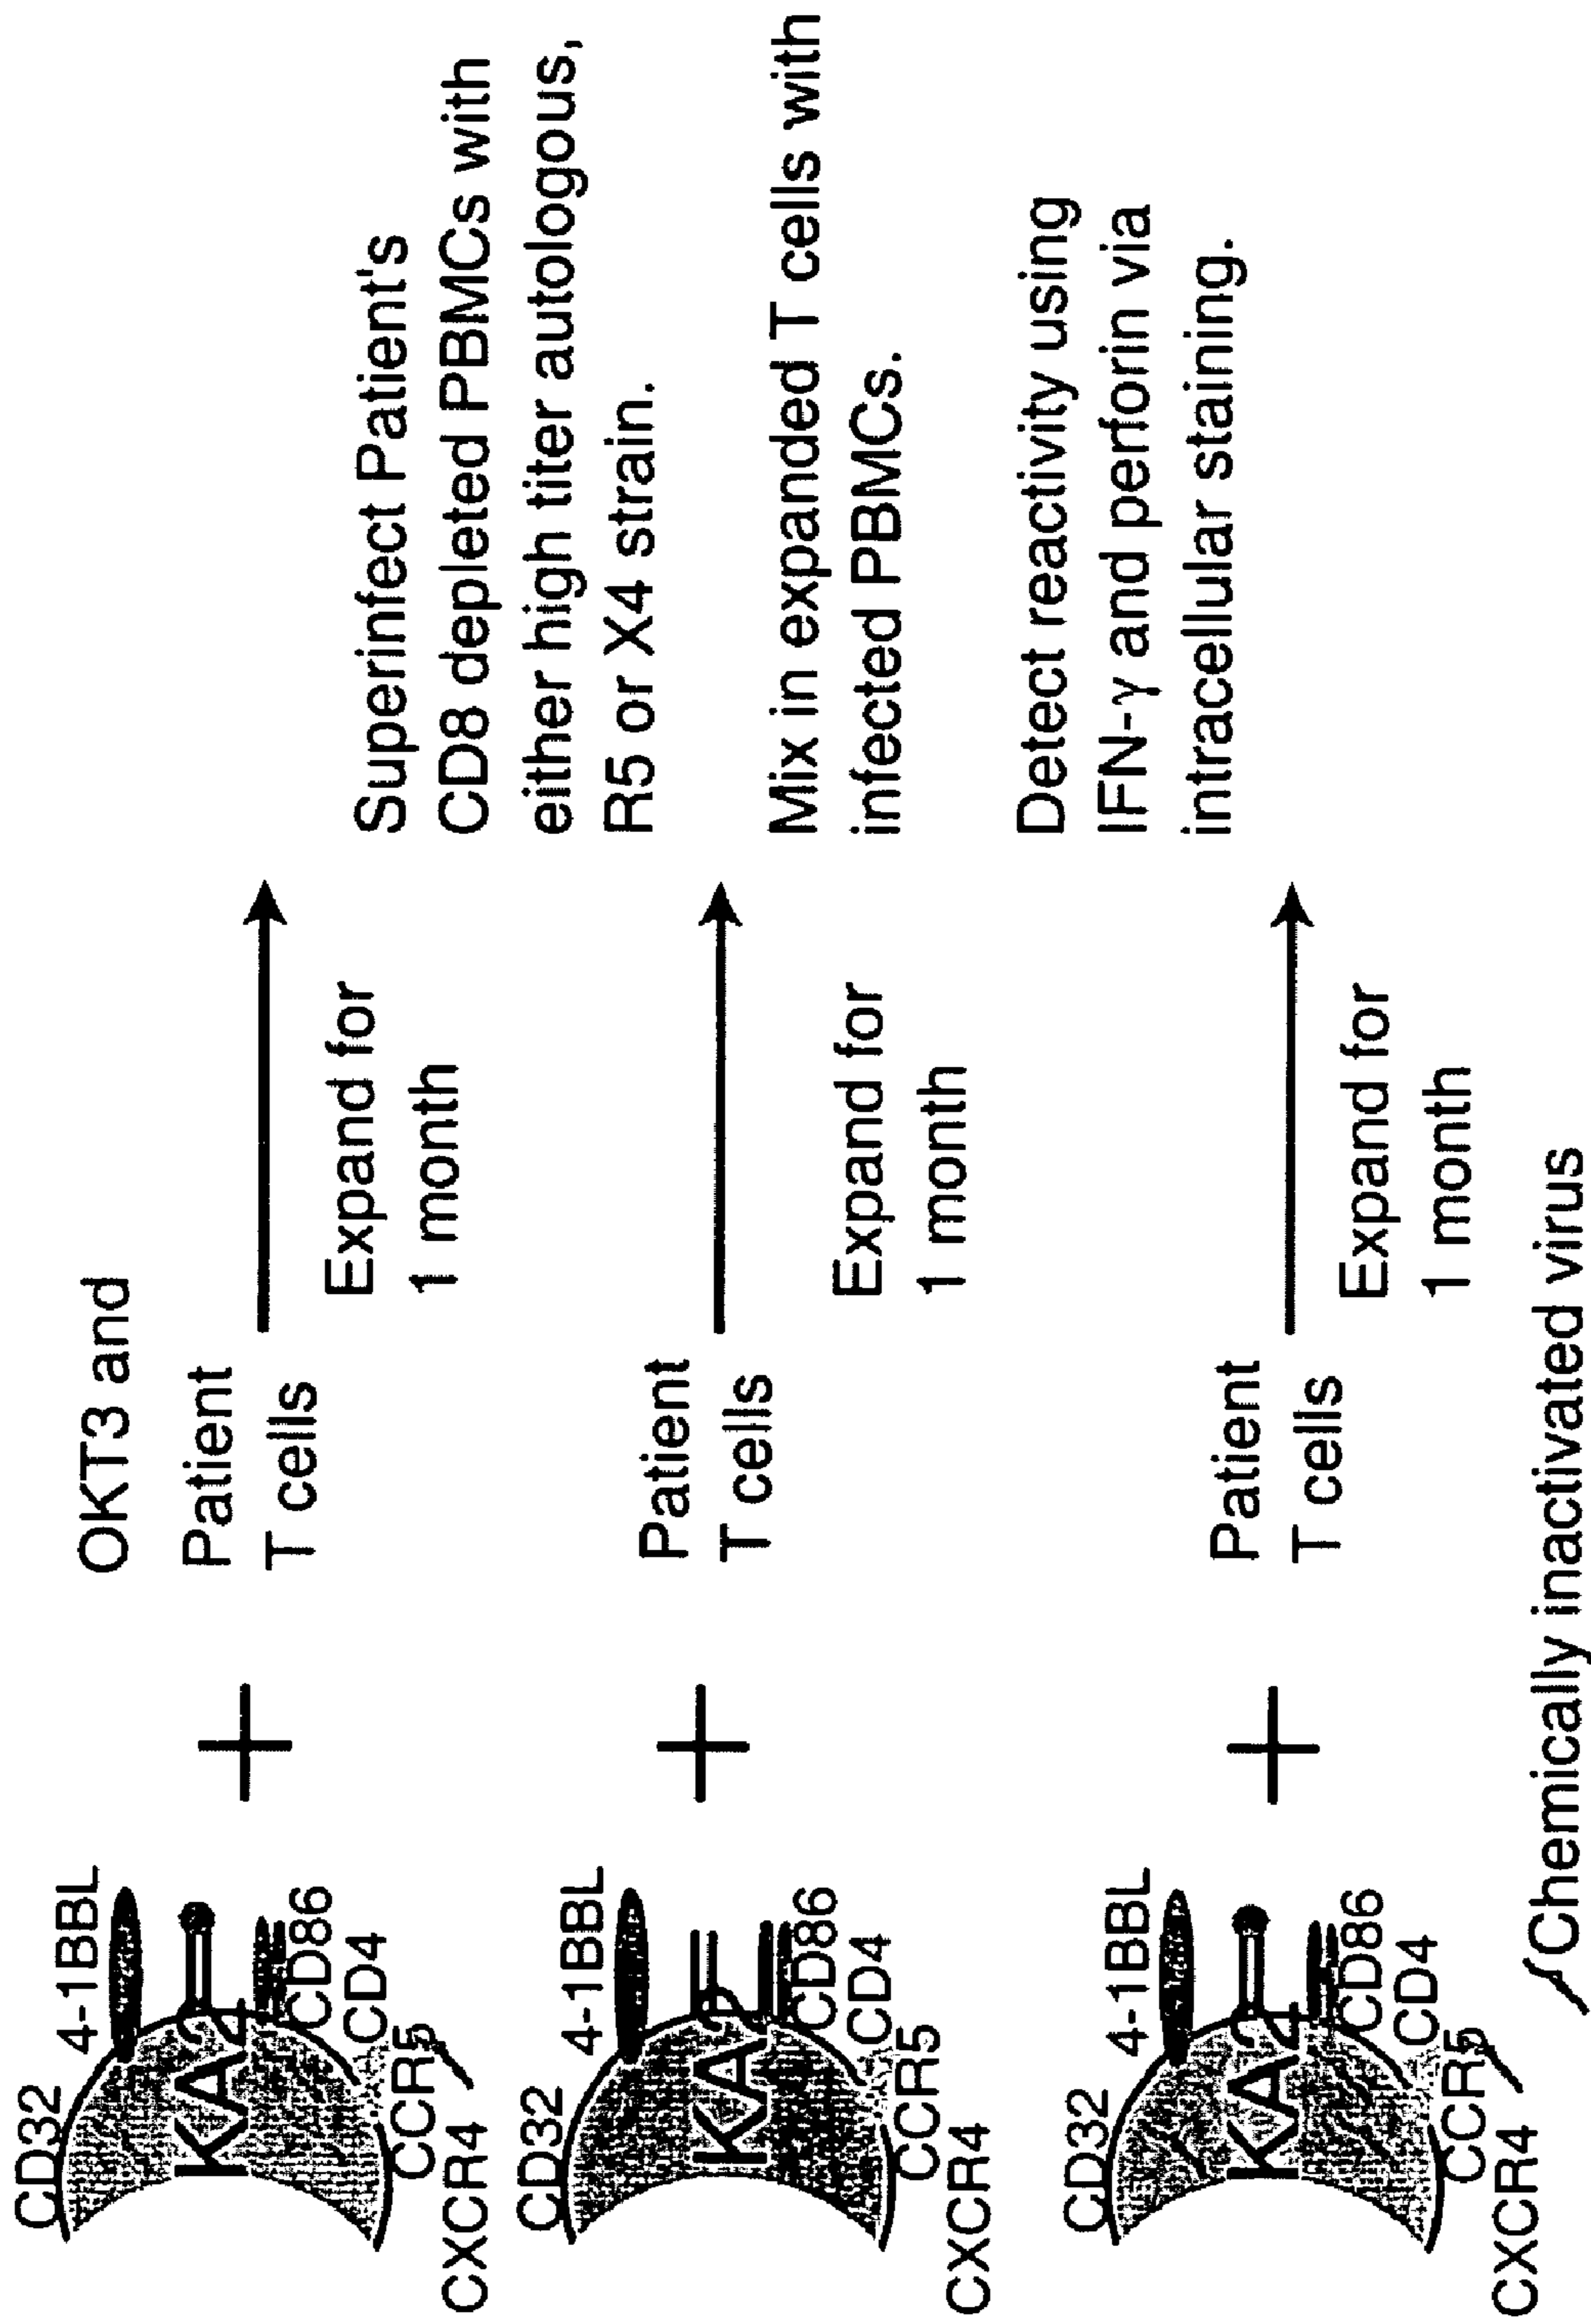 CD32
4-1BBL
KA2
CD86
CD4
CCR5
CXCR4
OKT3 and
Patient
T cells
Expand for
1 month
CD32
4-1BBL
KA2
CD86
CD4
CCR5
CXCR4
Patient
T cells
Expand for
1 month
CD32
4-1BBL
KA2
CD86
CD4
CCR5
CXCR4
Patient
T cells
Expand for
1 month
Chemically inactivated virus
Superinfect Patient's
CD8 depleted PBMCs with
either high titer autologous,
R5 or X4 strain.
Mix in expanded T cells with
infected PBMCs.
Detect reactivity using
IFN-γ and perforin via
intracellular staining.